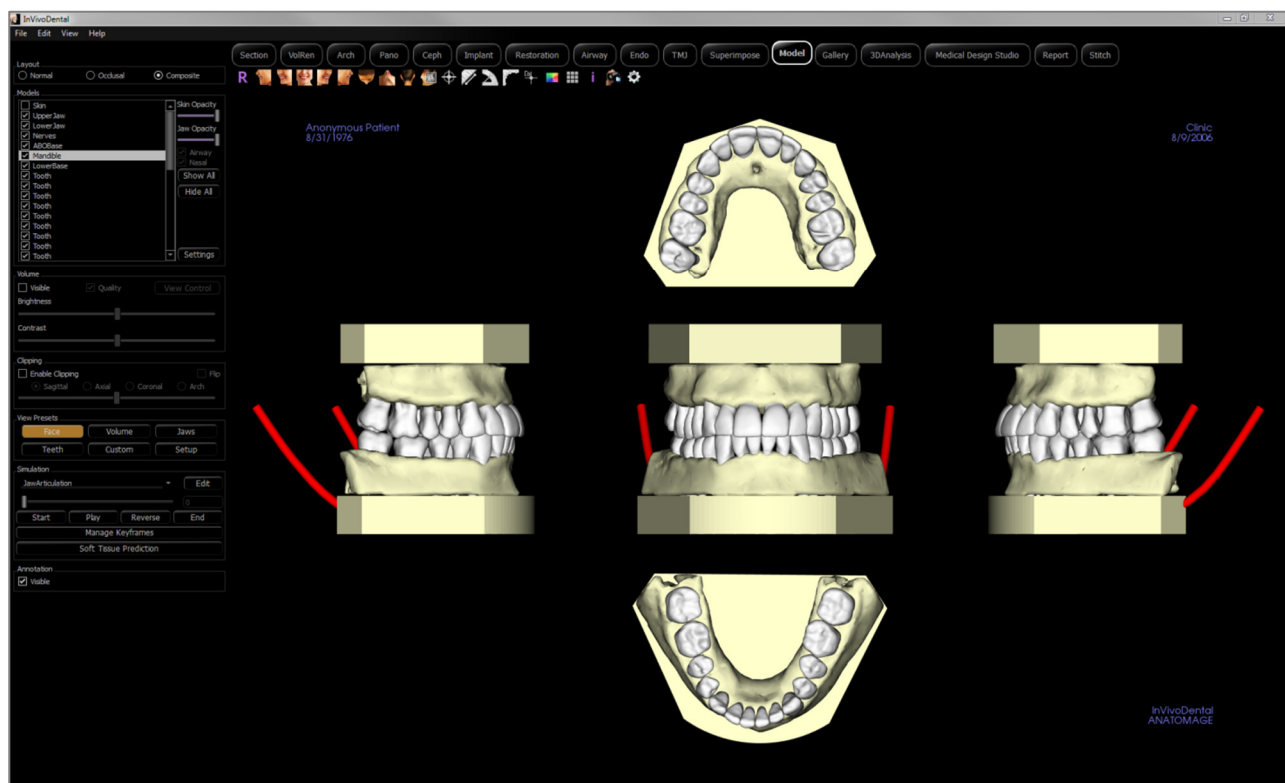 InVivoDental
File Edit View Help
Section VolRen Arch Pano Ceph Implant Restoration Airway Endo TMJ Superimpose Model Gallery 3DAnalysis Medical Design Studio Report Stitch
R
i
Layout
Normal Occlusal Composite
Models
Skin
UpperJaw
LowerJaw
Nerves
ABOBase
Mandible
LowerBase
Tooth
Tooth
Tooth
Tooth
Tooth
Tooth
Tooth
Tooth
Tooth
Skin Opacity
Jaw Opacity
Airway
Nasal
Show All
Hide All
Settings
Volume
Visible Quality View Control
Brightness
Contrast
Clipping
Enable Clipping Flip
Sagittal Axial Coronal Arch
View Presets
Face Volume Jaws
Teeth Custom Setup
Simulation
JawArticulation Edit
0
Start Play Reverse End
Manage Keyframes
Soft Tissue Prediction
Annotation
Visible
Anonymous Patient
8/31/1976
Clinic
8/9/2006
InVivoDental
ANATOMAGE